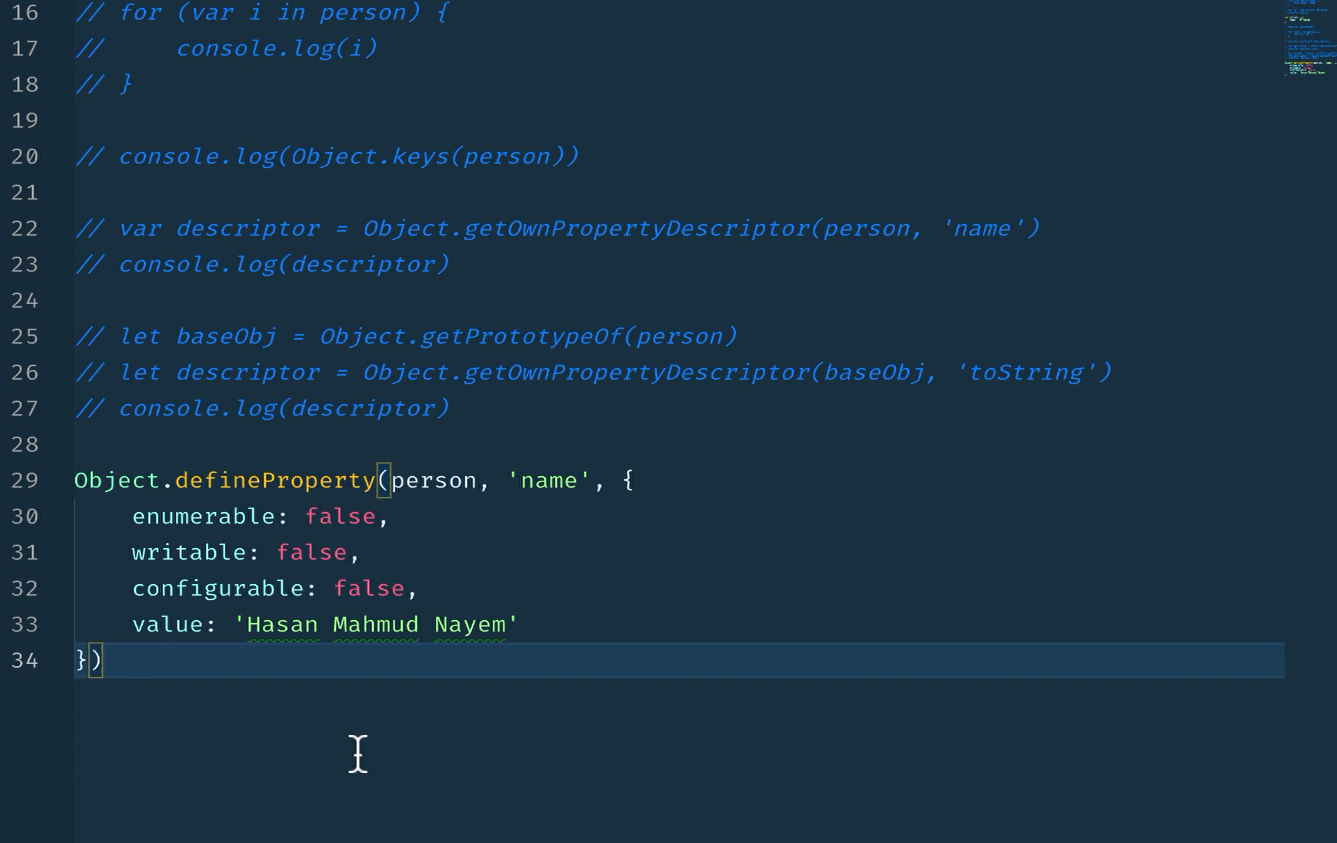 16 // for (var i in person) {
17 //     console.log(i)
18 // }
19
20 // console.log(Object.keys(person))
21
22 // var descriptor = Object.getOwnPropertyDescriptor(person, 'name')
23 // console.log(descriptor)
24
25 // let baseObj = Object.getPrototypeOf(person)
26 // let descriptor = Object.getOwnPropertyDescriptor(baseObj, 'toString')
27 // console.log(descriptor)
28
29 Object.defineProperty(person, 'name', {
30     enumerable: false,
31     writable: false,
32     configurable: false,
33     value: 'Hasan Mahmud Nayem'
34 })